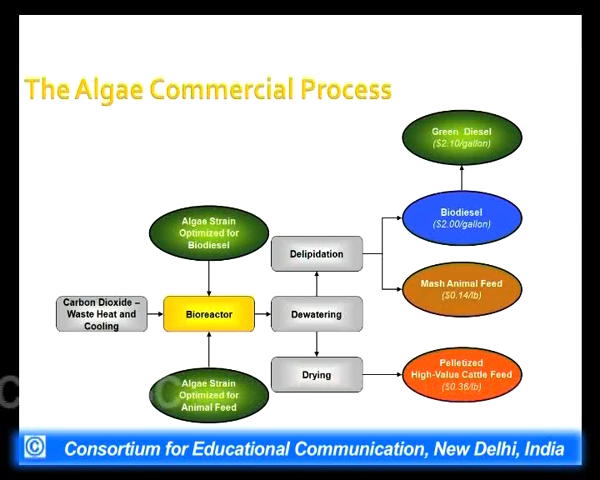 The Algae Commercial Process
Green Diesel
($2.10/gallon)
Algae Strain
Optimized for
Biodiesel
Biodiesel
($2.00/gallon)
Delipidation
Mash Animal Feed
($0.14/lb)
Carbon Dioxide –
Waste Heat and
Cooling
Bioreactor
Dewatering
Drying
Pelletized
High-Value Cattle Feed
($0.36/lb)
Algae Strain
Optimized for
Animal Feed
© Consortium for Educational Communication, New Delhi, India